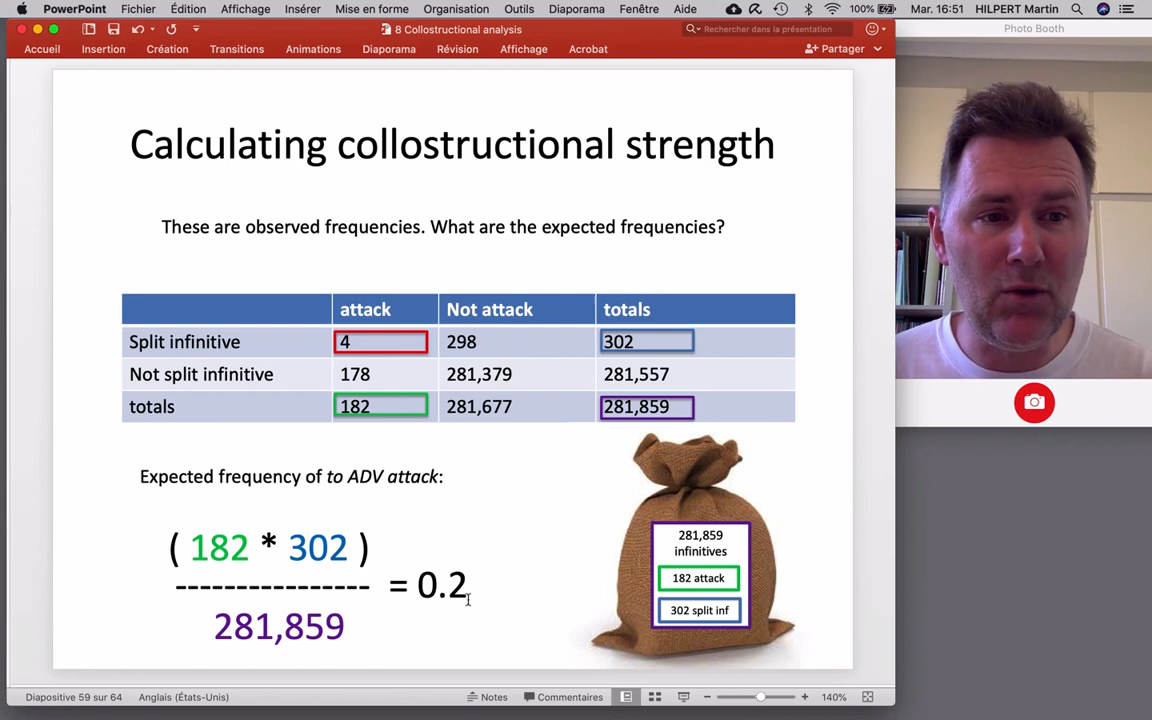 PowerPoint Fichier Édition Affichage Insérer Mise en forme Organisation Outils Diaporama Fenêtre Aide 100% Mar. 16:51 HILPERT Martin
8 Collostructional analysis
Rechercher dans la présentation
Photo Booth
Accueil Insertion Création Transitions Animations Diaporama Révision Affichage Acrobat Partager
Calculating collostructional strength
These are observed frequencies. What are the expected frequencies?
attack Not attack totals
Split infinitive 4 298 302
Not split infinitive 178 281,379 281,557
totals 182 281,677 281,859
Expected frequency of to ADV attack:
( 182 * 302 )
---------------- = 0.2
281,859
281,859
infinitives
182 attack
302 split inf
Diapositive 59 sur 64 Anglais (États-Unis) Notes Commentaires 140%